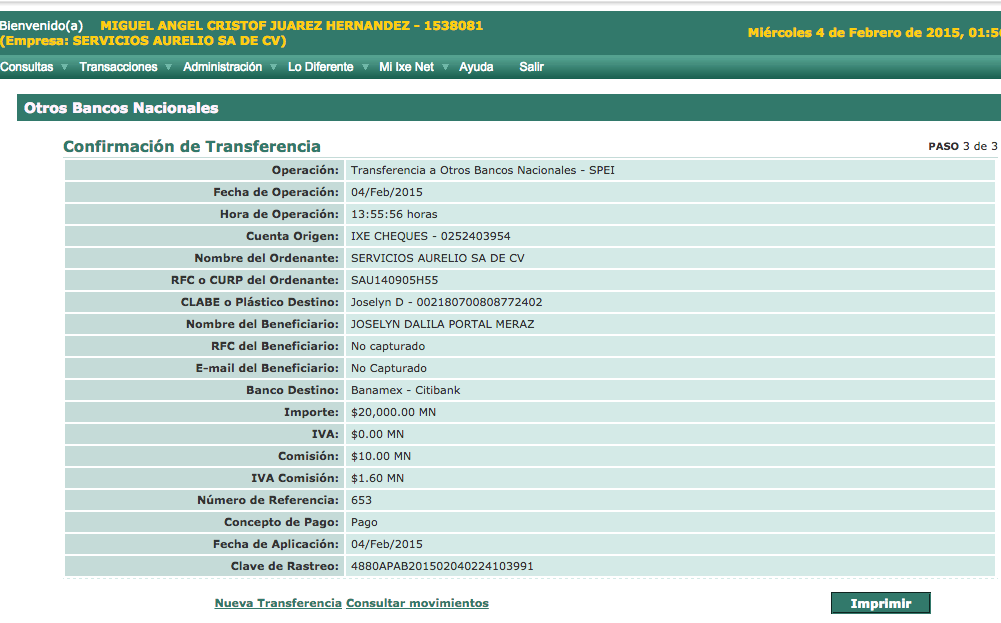 Bienvenido(a) MIGUEL ANGEL CRISTOF JUAREZ HERNANDEZ - 1538081
(Empresa: SERVICIOS AURELIO SA DE CV)
Miércoles 4 de Febrero de 2015, 01:5
Consultas Transacciones Administración Lo Diferente Mi Ixe Net Ayuda Salir
Otros Bancos Nacionales
Confirmación de Transferencia PASO 3 de 3
Operación: Transferencia a Otros Bancos Nacionales - SPEI
Fecha de Operación: 04/Feb/2015
Hora de Operación: 13:55:56 horas
Cuenta Origen: IXE CHEQUES - 0252403954
Nombre del Ordenante: SERVICIOS AURELIO SA DE CV
RFC o CURP del Ordenante: SAU140905H55
CLABE o Plástico Destino: Joselyn D - 002180700808772402
Nombre del Beneficiario: JOSELYN DALILA PORTAL MERAZ
RFC del Beneficiario: No capturado
E-mail del Beneficiario: No Capturado
Banco Destino: Banamex - Citibank
Importe: $20,000.00 MN
IVA: $0.00 MN
Comisión: $10.00 MN
IVA Comisión: $1.60 MN
Número de Referencia: 653
Concepto de Pago: Pago
Fecha de Aplicación: 04/Feb/2015
Clave de Rastreo: 4880APAB201502040224103991
Nueva Transferencia Consultar movimientos Imprimir